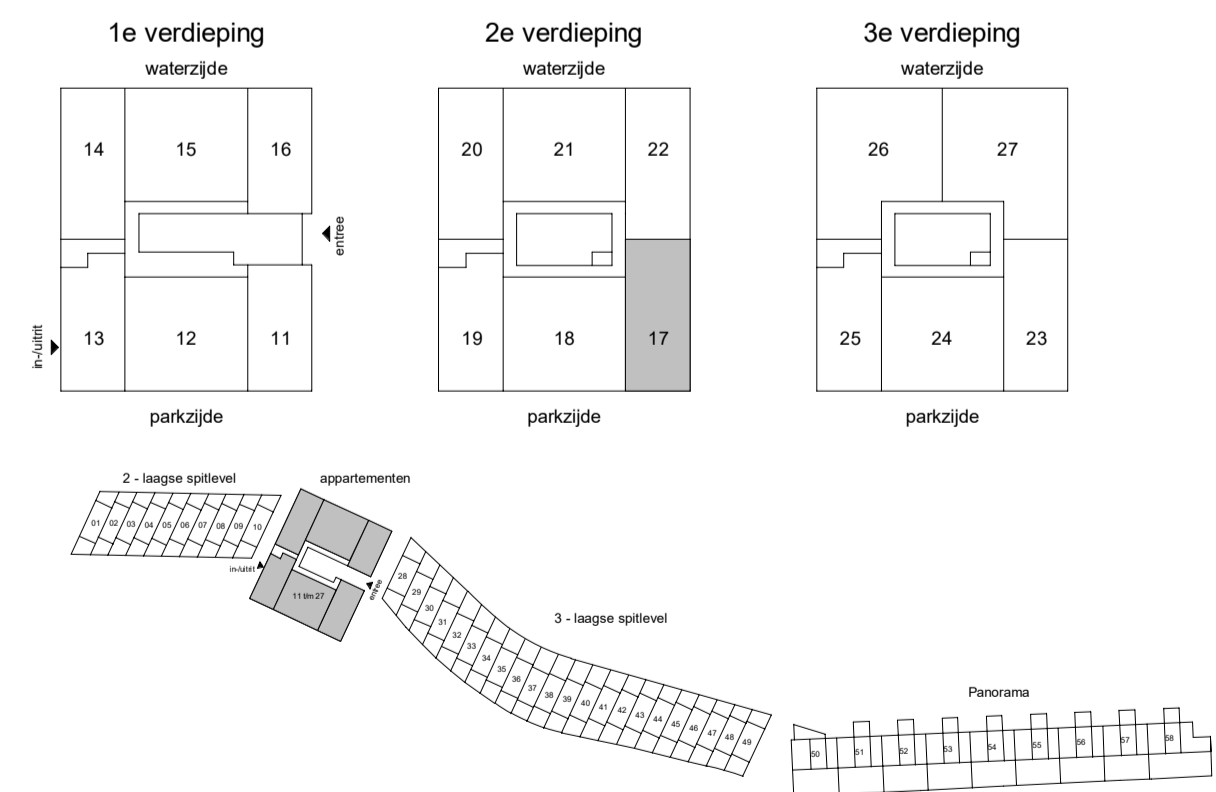 1e verdieping
waterzijde
14 15 16
entree
13 12 11
in-/uitrit
parkzijde
2e verdieping
waterzijde
20 21 22
19 18 17
parkzijde
3e verdieping
waterzijde
26 27
25 24 23
parkzijde
2 - laagse spitlevel
01 02 03 04 05 06 07 08 09 10
appartementen
in-/uitrit
11 t/m 27
entree
3 - laagse spitlevel
28
29
30
31
32
33
34
35
36
37
38
39
40
41
42
43
44
45
46
47
48
49
Panorama
50 51 52 53 54 55 56 57 58